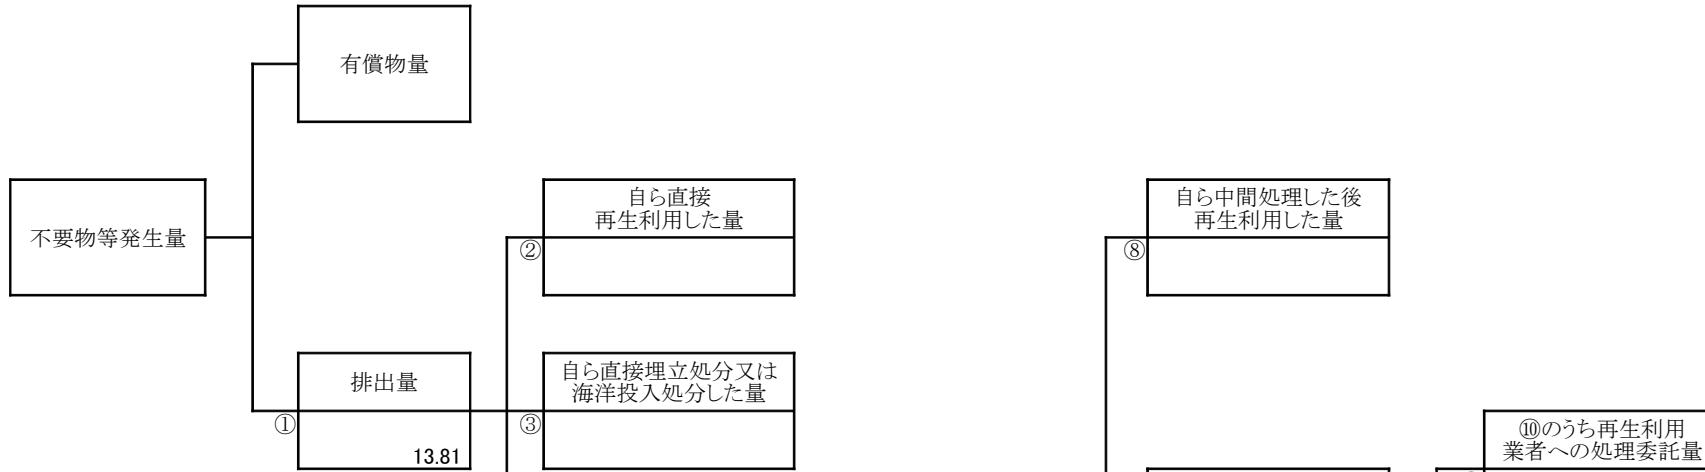 有償物量
不要物等発生量
自ら直接
再生利用した量
②
自ら中間処理した後
再生利用した量
⑧
排出量
①
13.81
自ら直接埋立処分又は
海洋投入処分した量
③
⑩のうち再生利用
業者への処理委託量